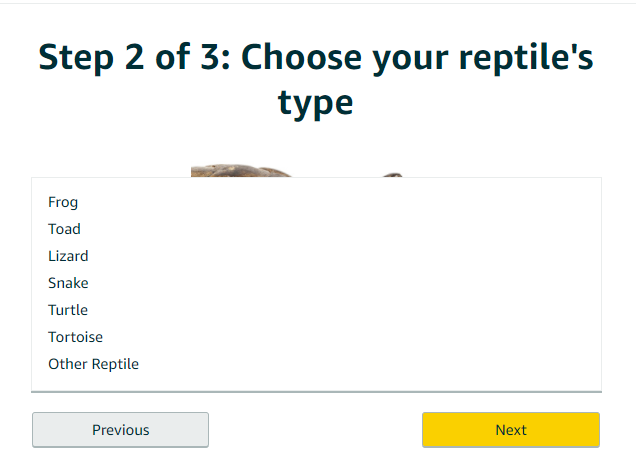 Step 2 of 3: Choose your reptile's
type
Frog
Toad
Lizard
Snake
Turtle
Tortoise
Other Reptile
Previous
Next